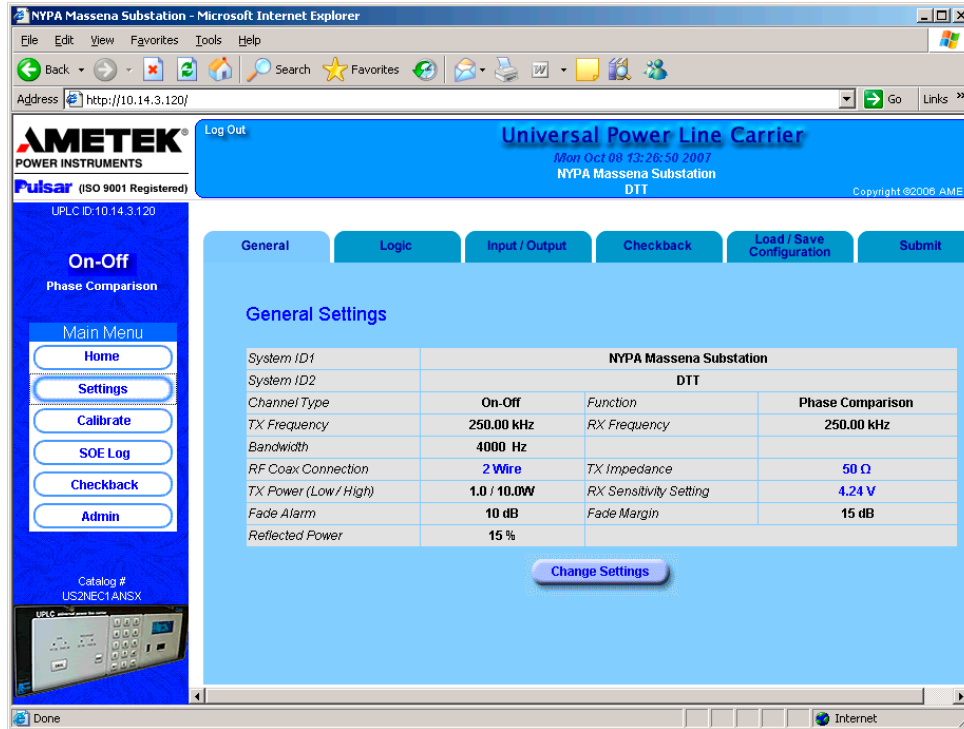 NYPA Massena Substation - Microsoft Internet Explorer
File Edit View Favorites Tools Help
Back Search Favorites
Address http://10.14.3.120/ Go Links »
AMETEK®
POWER INSTRUMENTS
Pulsar (ISO 9001 Registered)
Log Out
Universal Power Line Carrier
Mon Oct 08 13:26:50 2007
NYPA Massena Substation
DTT
Copyright ©2006 AME
UPLC ID:10.14.3.120
On-Off
Phase Comparison
Main Menu
Home
Settings
Calibrate
SOE Log
Checkback
Admin
Catalog #
US2NEC1ANSX
UPLC
General Logic Input / Output Checkback Load / Save Configuration Submit
General Settings
System ID1 NYPA Massena Substation
System ID2 DTT
Channel Type On-Off Function Phase Comparison
TX Frequency 250.00 kHz RX Frequency 250.00 kHz
Bandwidth 4000 Hz
RF Coax Connection 2 Wire TX Impedance 50 Ω
TX Power (Low / High) 1.0 / 10.0W RX Sensitivity Setting 4.24 V
Fade Alarm 10 dB Fade Margin 15 dB
Reflected Power 15 %
Change Settings
Done Internet